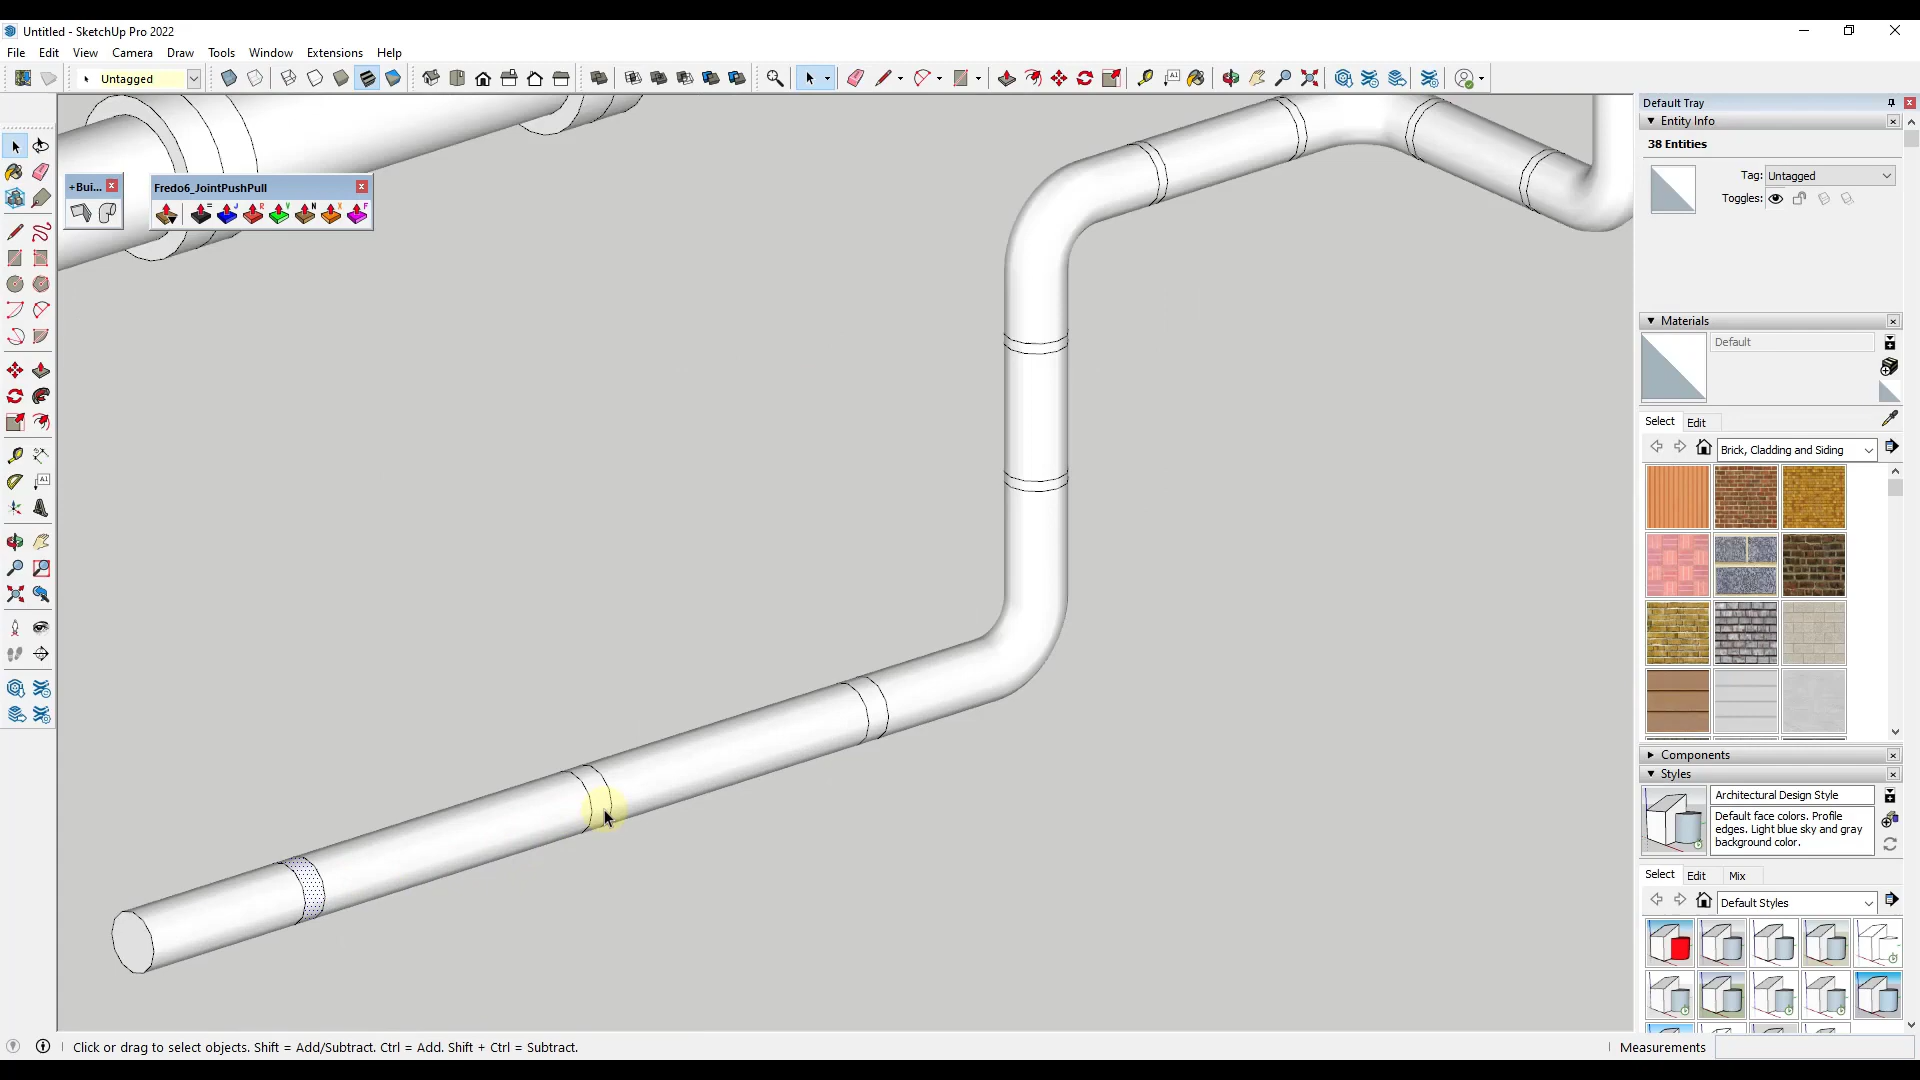 Untitled - SketchUp Pro 2022
File Edit View Camera Draw Tools Window Extensions Help
Untagged
Default Tray
Entity Info
38 Entities
Tag: Untagged
Toggles:
+Bui...
Fredo6_JointPushPull
= J R V N X F
Materials
Default
Select Edit
Brick, Cladding and Siding
Components
Styles
Architectural Design Style
Default face colors. Profile
edges. Light blue sky and gray
background color.
Select Edit Mix
Default Styles
Click or drag to select objects. Shift = Add/Subtract. Ctrl = Add. Shift + Ctrl = Subtract.
Measurements